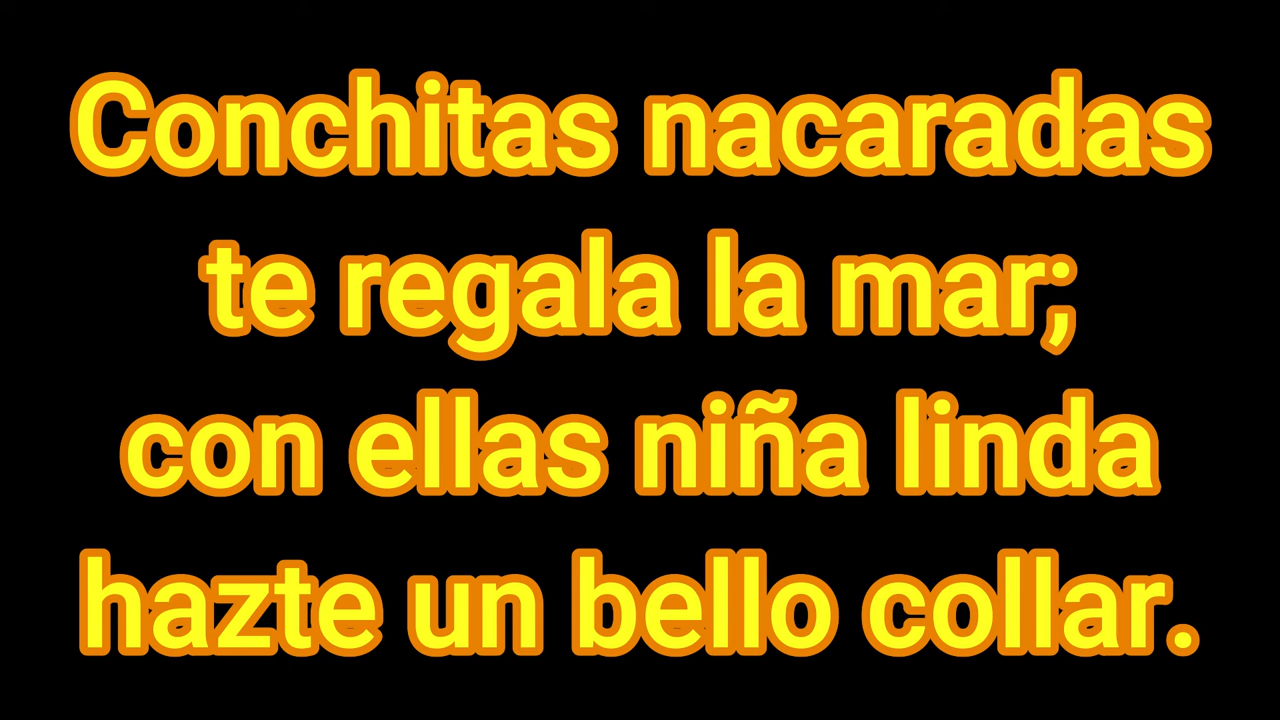 Conchitas nacaradas
te regala la mar;
con ellas niña linda
hazte un bello collar.